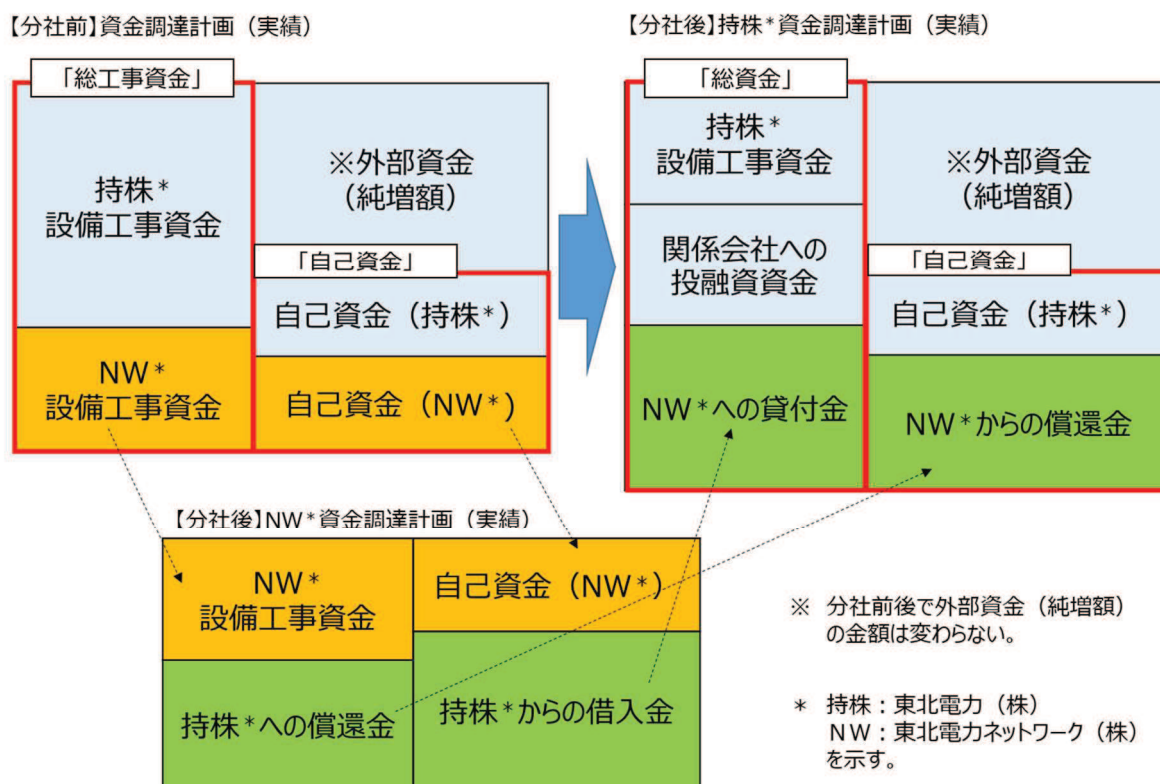 【分社前】資金調達計画（実績）
「総工事資金」
持株*
設備工事資金
※外部資金
（純増額）
「自己資金」
自己資金（持株*）
NW*
設備工事資金
自己資金（NW*）
【分社後】持株*資金調達計画（実績）
「総資金」
持株*
設備工事資金
関係会社への
投融資資金
※外部資金
（純増額）
「自己資金」
自己資金（持株*）
NW*への貸付金
NW*からの償還金
【分社後】NW*資金調達計画（実績）
NW*
設備工事資金
自己資金（NW*）
持株*への償還金
持株*からの借入金
※ 分社前後で外部資金（純増額）
の金額は変わらない。
* 持株：東北電力（株）
NW：東北電力ネットワーク（株）
を示す。